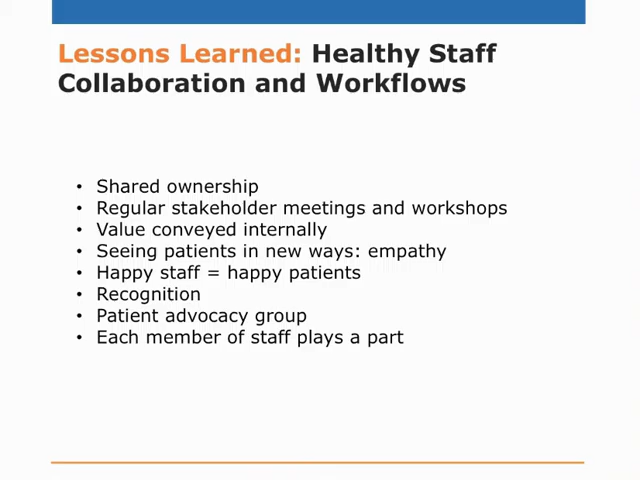 Lessons Learned: Healthy Staff
Collaboration and Workflows
• Shared ownership
• Regular stakeholder meetings and workshops
• Value conveyed internally
• Seeing patients in new ways: empathy
• Happy staff = happy patients
• Recognition
• Patient advocacy group
• Each member of staff plays a part